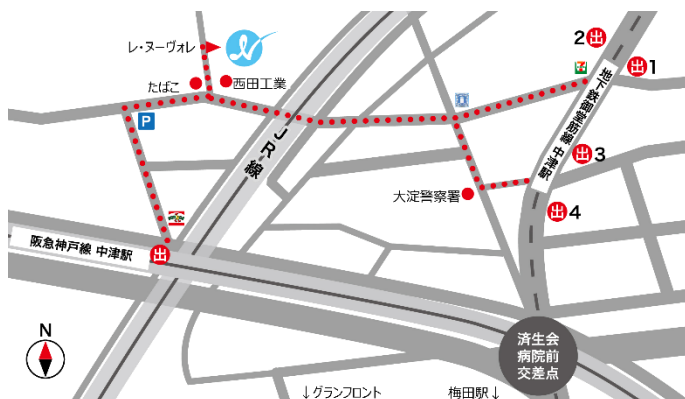 2 出
レ・ヌーヴォレ
出 1
たばこ
西田工業
P
地下鉄御堂筋線 中津駅
JR線
出 3
大淀警察署
出 4
阪急神戸線 中津駅
出
N
済生会
病院前
交差点
↓グランフロント
梅田駅↓